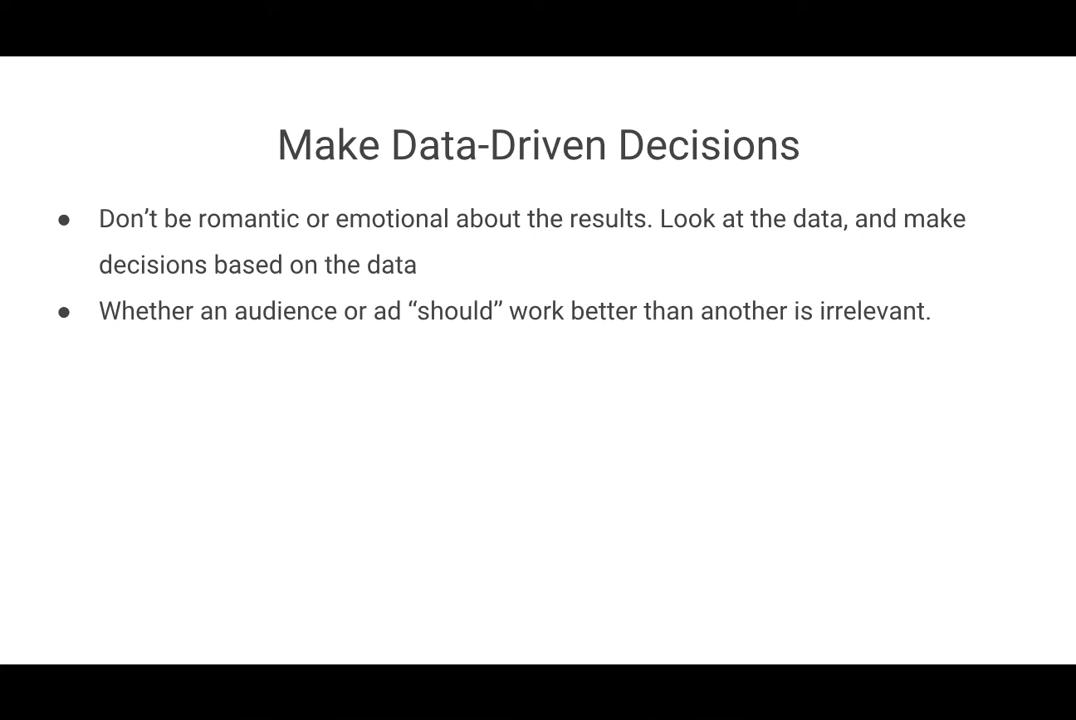 Make Data-Driven Decisions
● Don’t be romantic or emotional about the results. Look at the data, and make
decisions based on the data
● Whether an audience or ad “should” work better than another is irrelevant.